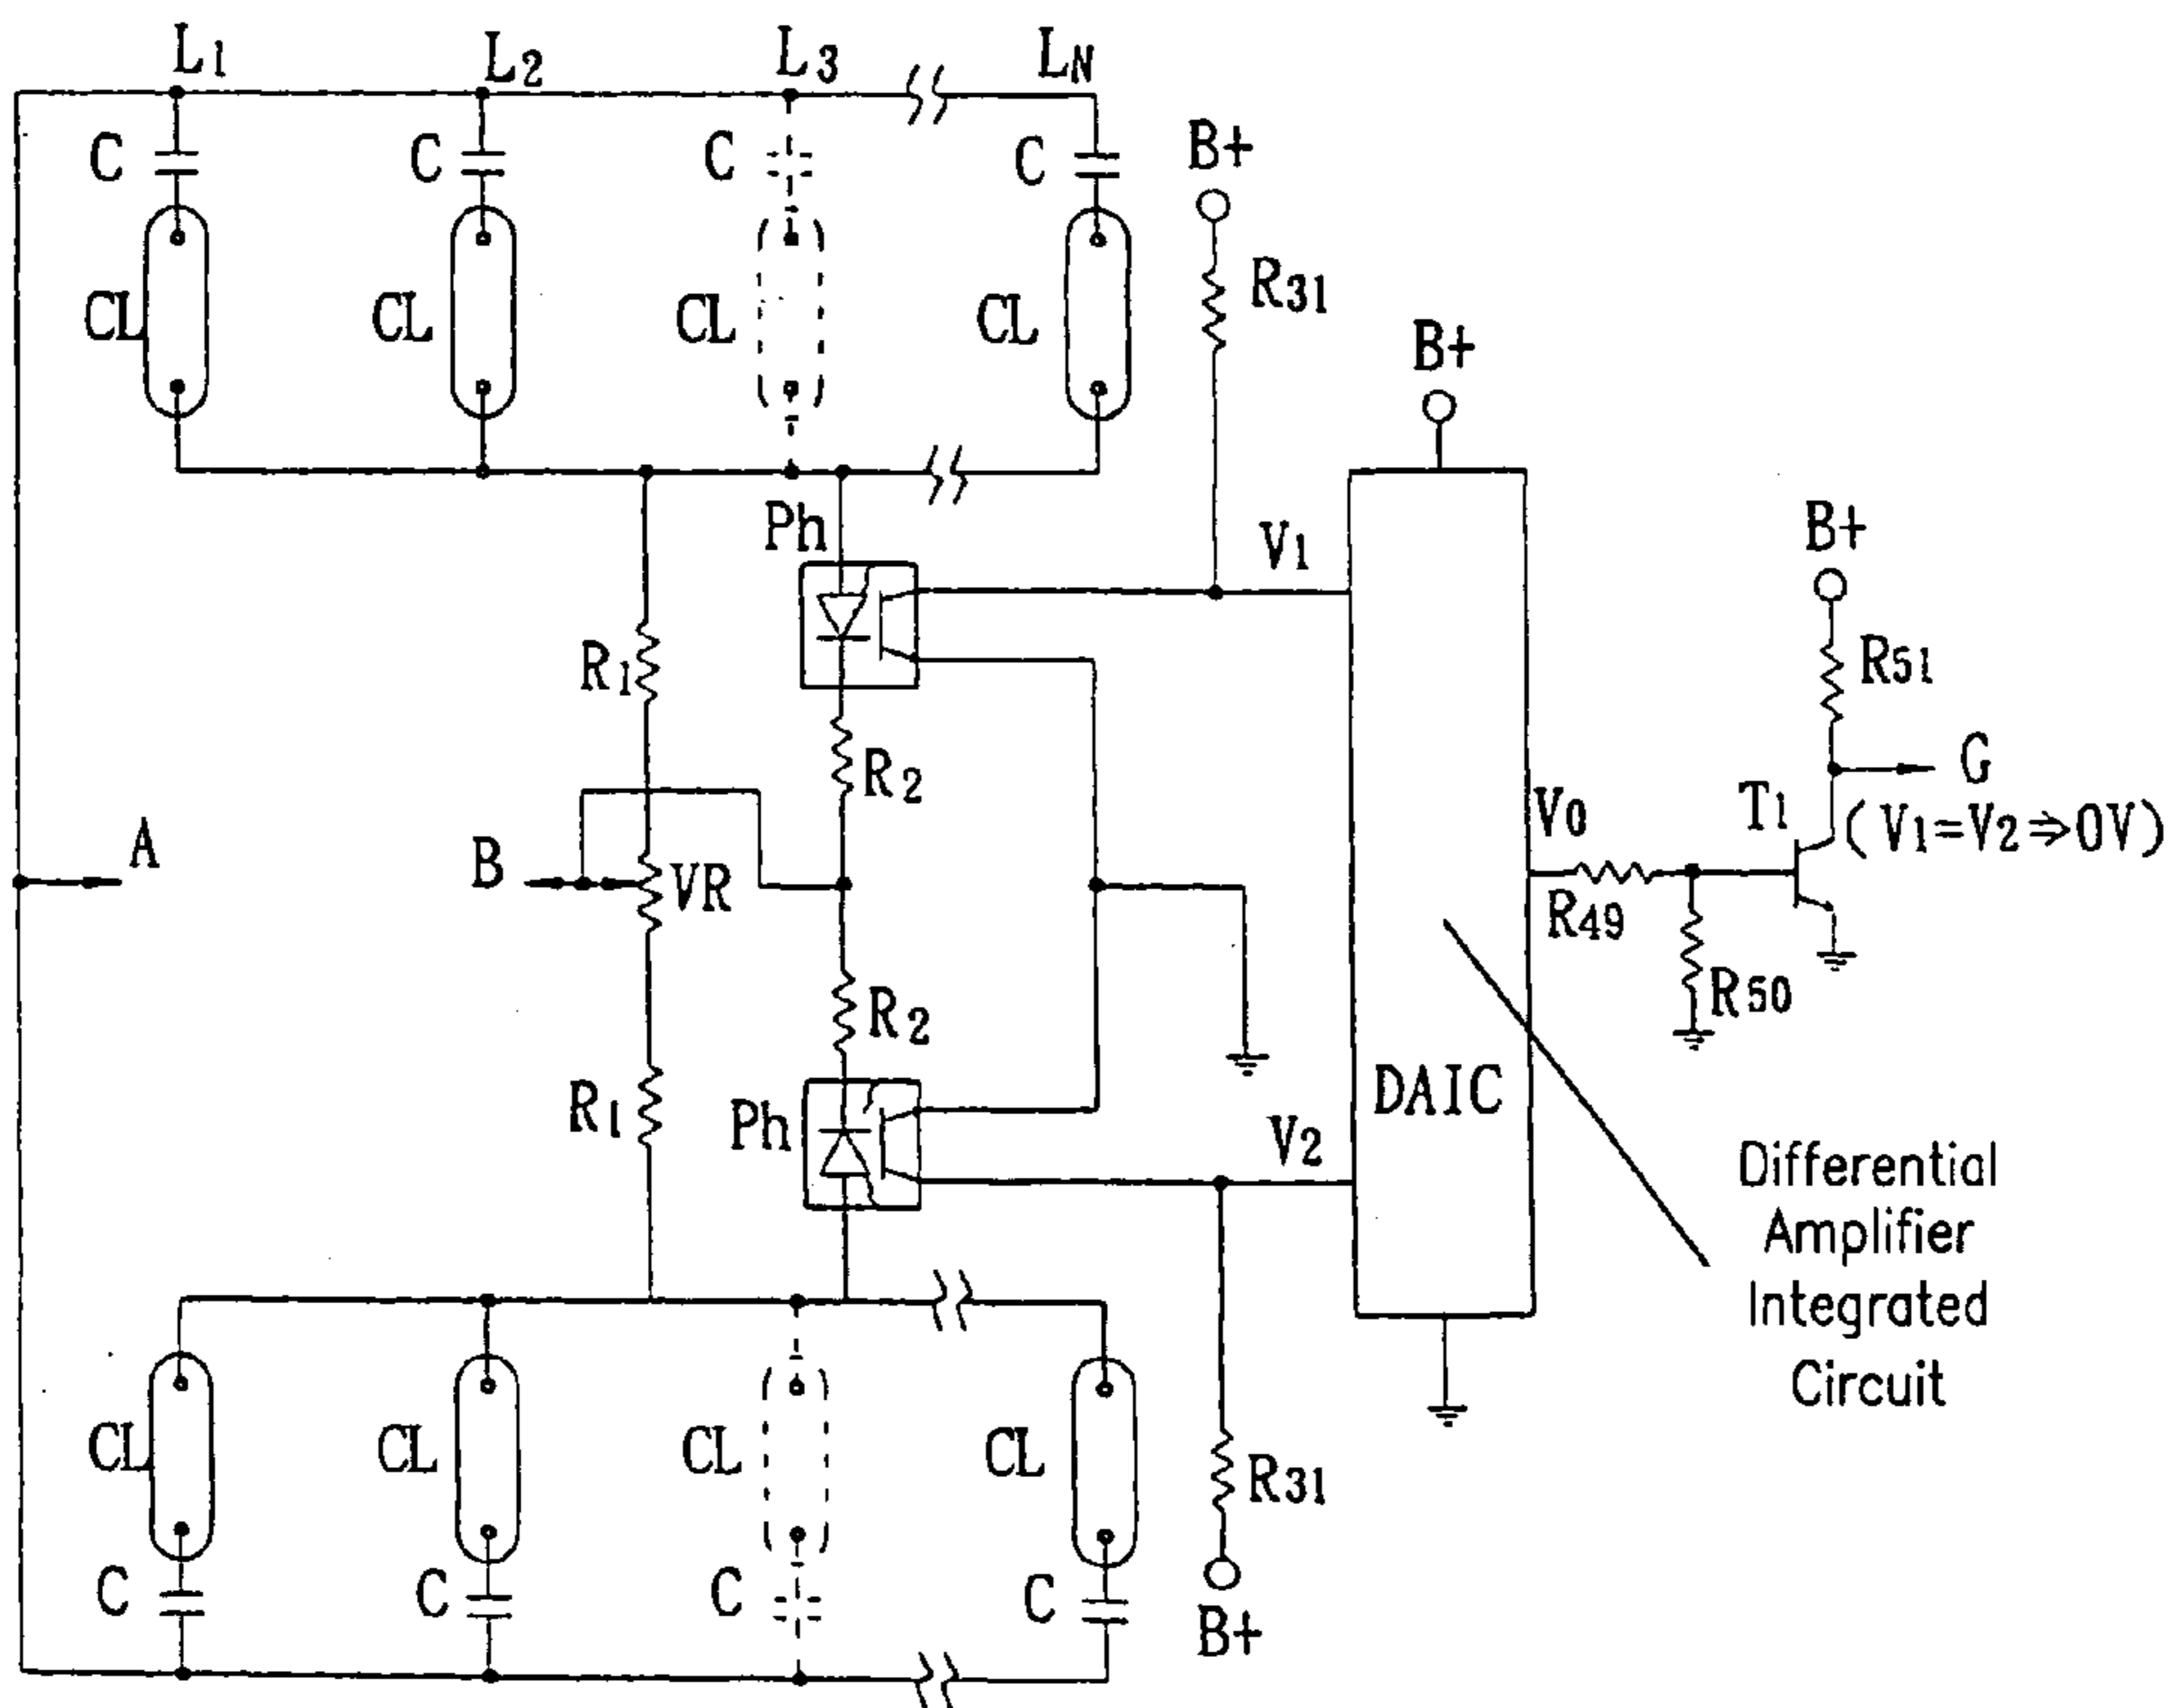 L1 L2 L3 LN
C C C C
B+
CL CL CL CL
R31
B+
Ph
V1
B+
R1
R2
R51
G
A
B
VR
V0
T1
(V1=V2⇒0V)
R49
R2
R50
R1
Ph
V2
DAIC
Differential
Amplifier
Integrated
Circuit
CL CL CL CL
R31
C C C C
B+